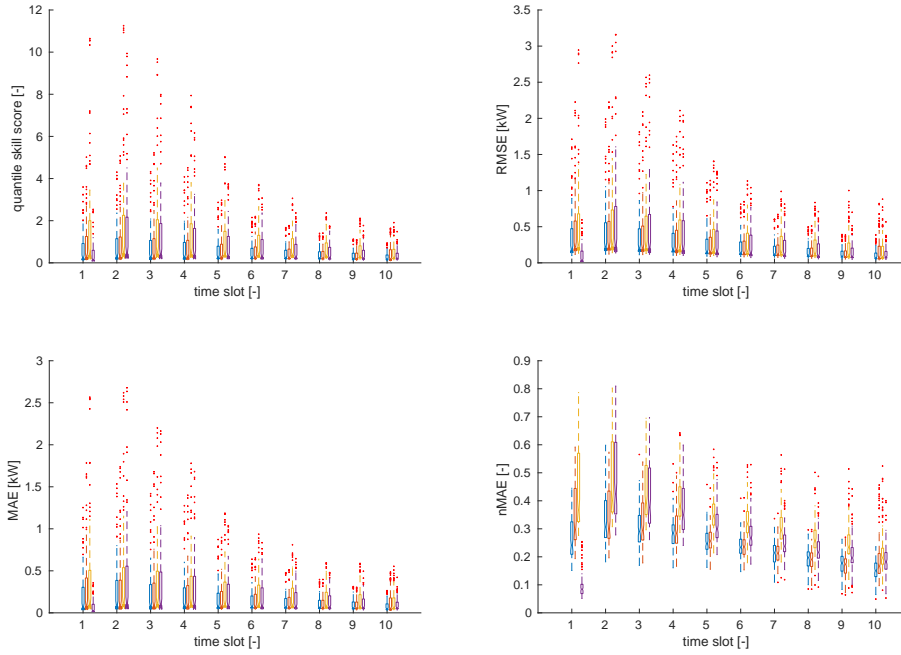 12
10
8
6
4
2
0
quantile skill score [-]
1 2 3 4 5 6 7 8 9 10
time slot [-]
3.5
3
2.5
2
1.5
1
0.5
0
RMSE [kW]
1 2 3 4 5 6 7 8 9 10
time slot [-]
3
2.5
2
1.5
1
0.5
0
MAE [kW]
1 2 3 4 5 6 7 8 9 10
time slot [-]
0.9
0.8
0.7
0.6
0.5
0.4
0.3
0.2
0.1
0
nMAE [-]
1 2 3 4 5 6 7 8 9 10
time slot [-]